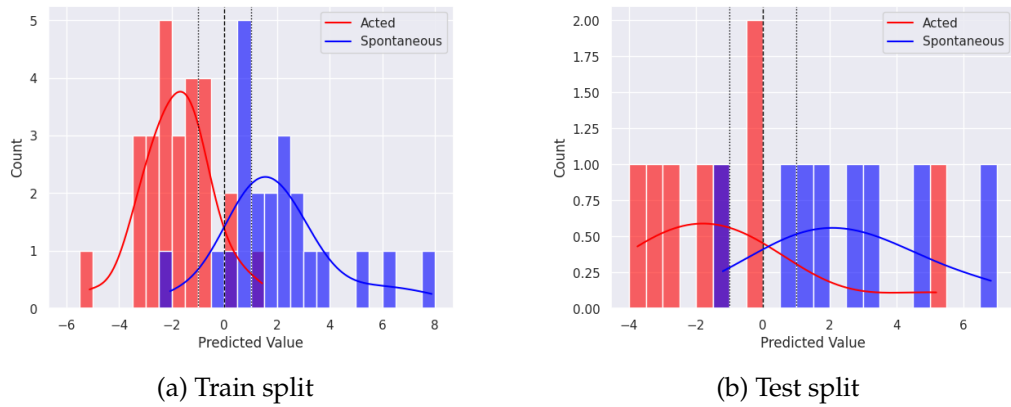 5
4
3
2
1
0
Count
−6 −4 −2 0 2 4 6 8
Predicted Value
Acted
Spontaneous
(a) Train split
2.00
1.75
1.50
1.25
1.00
0.75
0.50
0.25
0.00
Count
−4 −2 0 2 4 6
Predicted Value
Acted
Spontaneous
(b) Test split